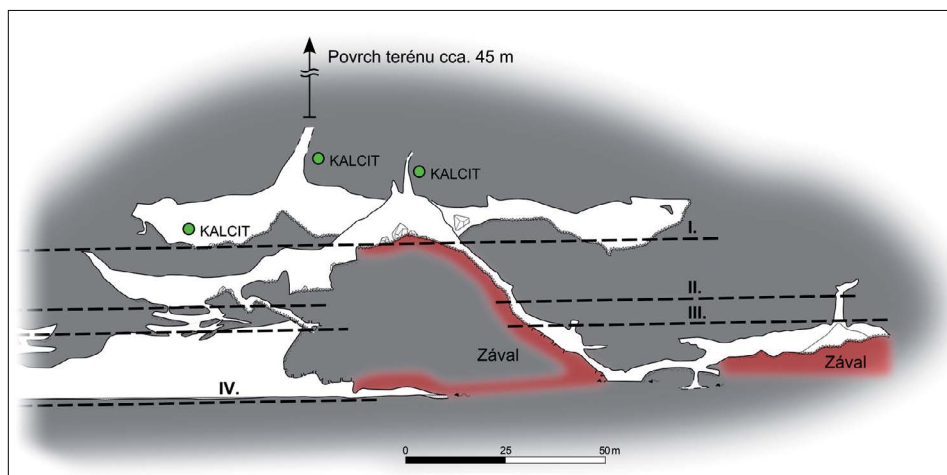 Povrch terénu cca. 45 m
KALCIT
KALCIT
KALCIT
I.
II.
III.
Zával
Zával
IV.
0 25 50 m